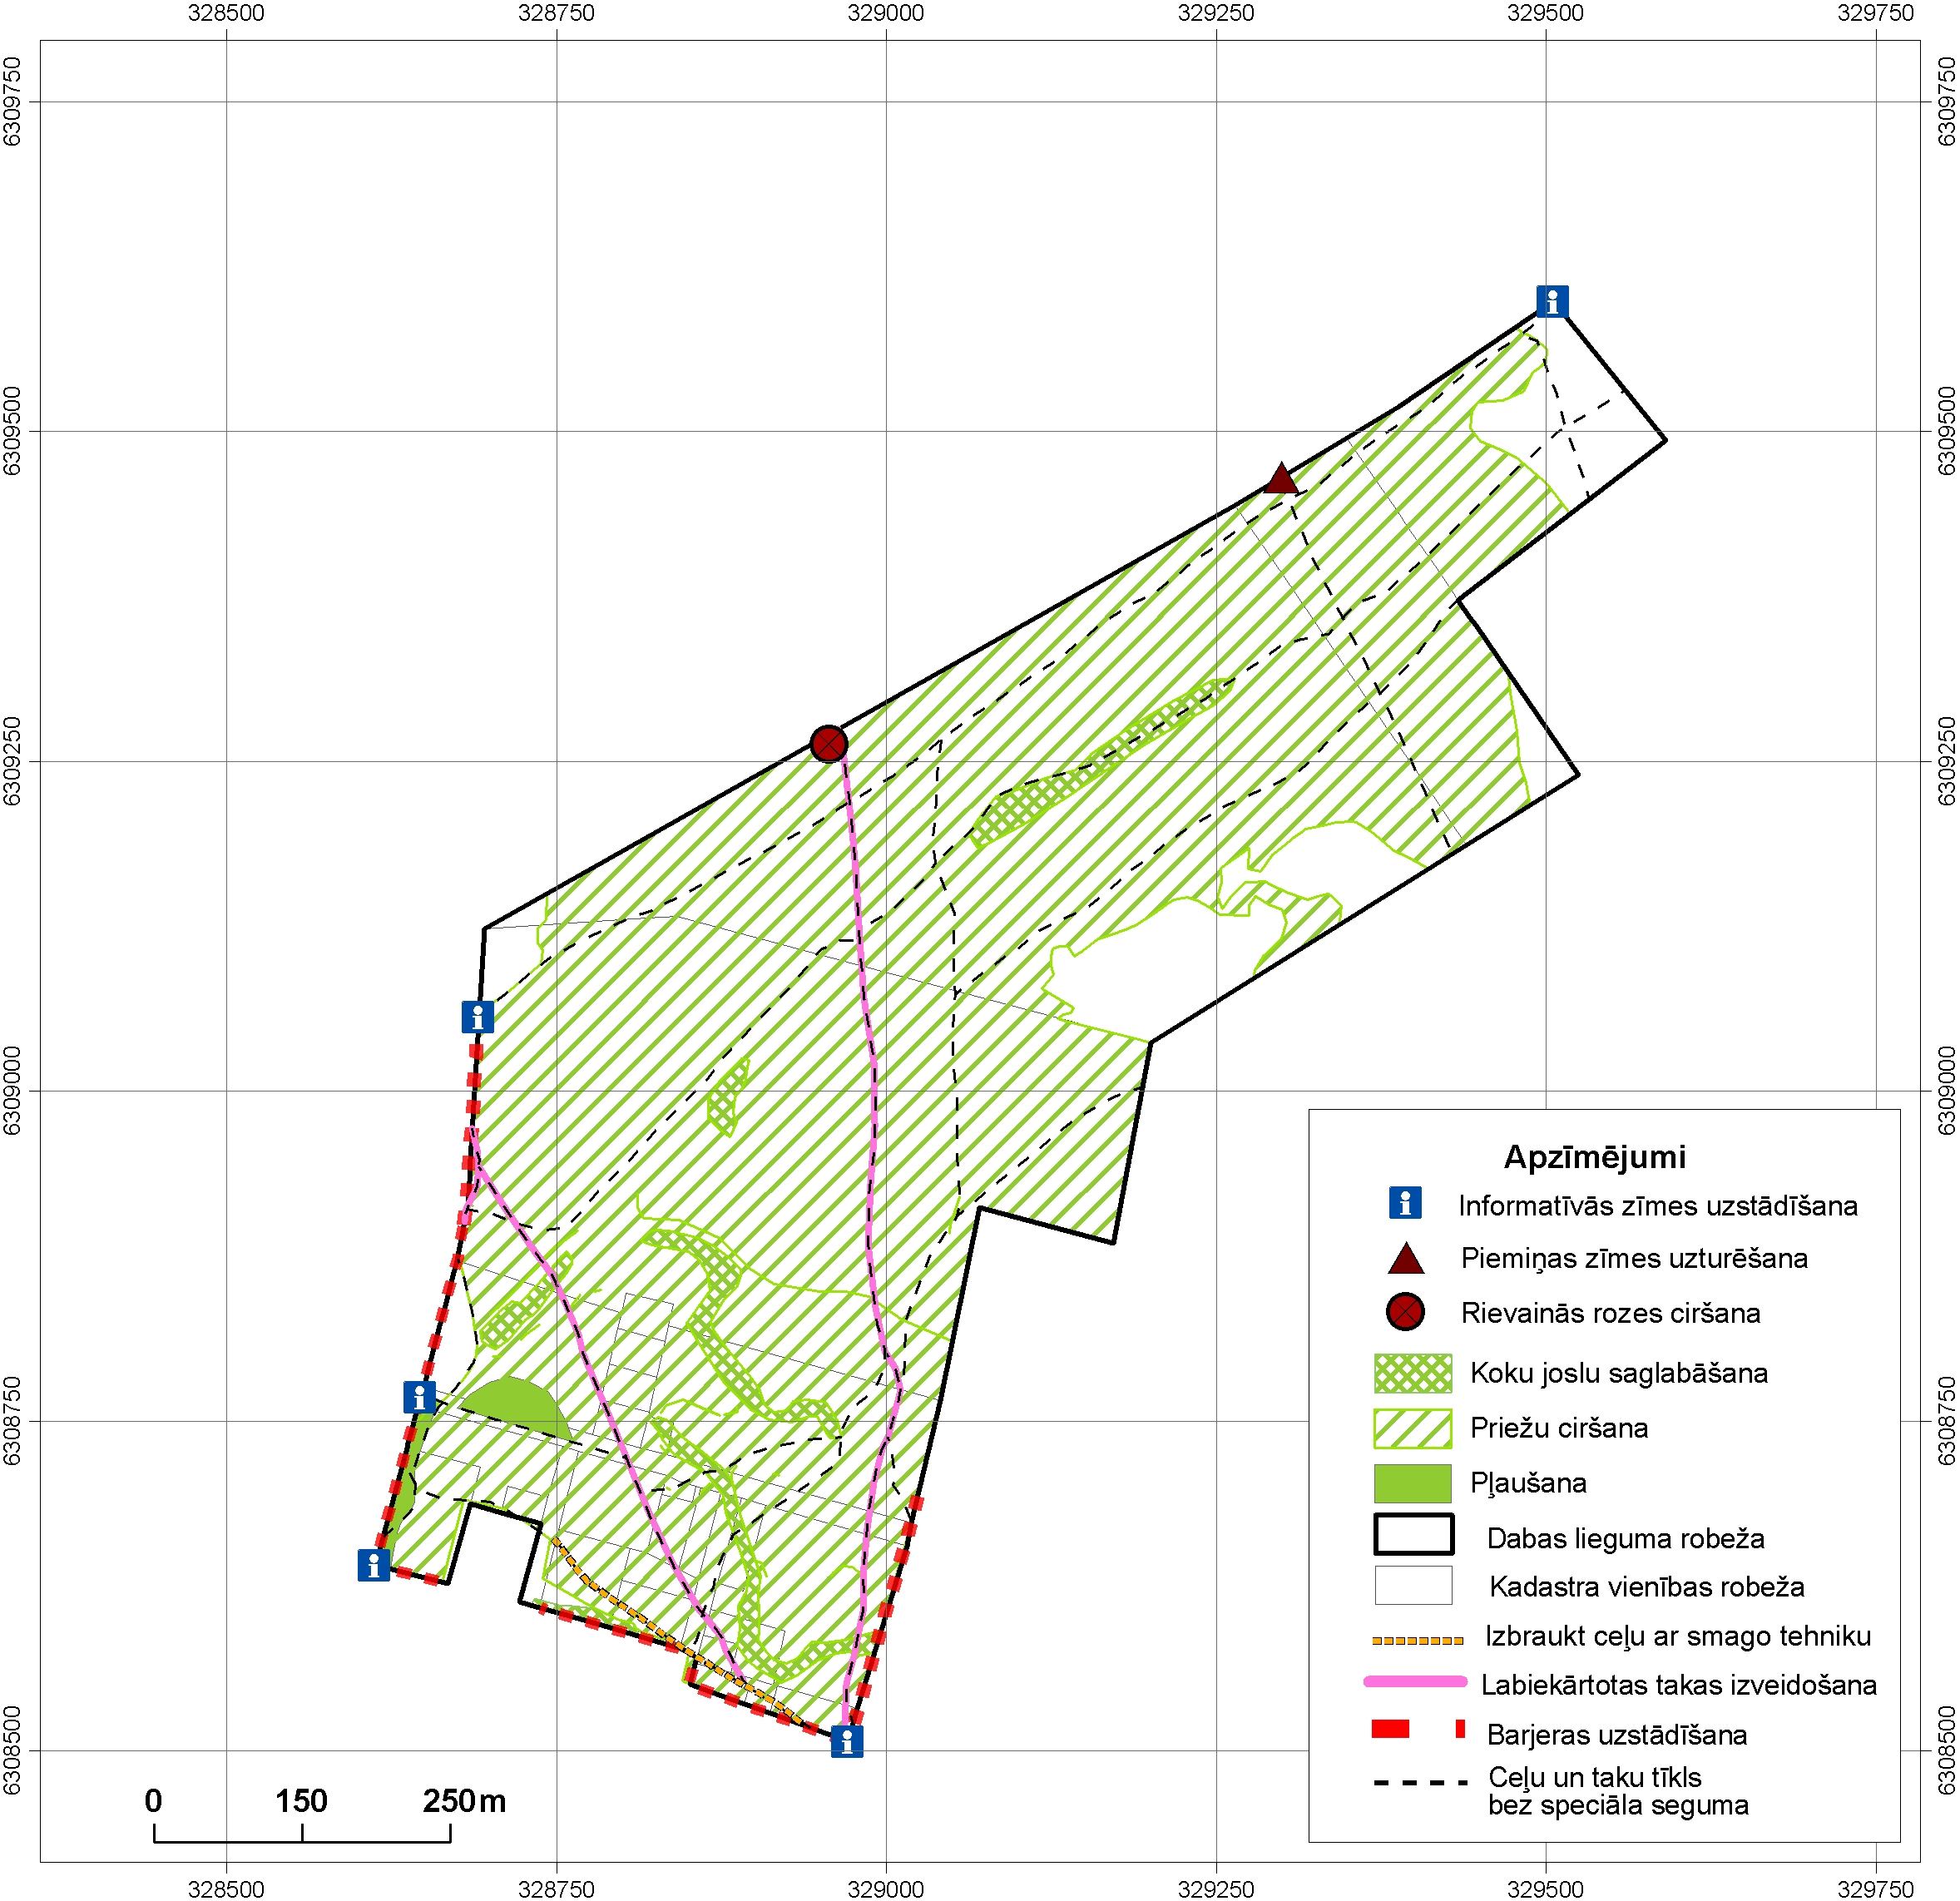 328500 328750 329000 329250 329500 329750
6309750 6309750
6309500 6309500
6309250 6309250
6309000 6309000
6308750 6308750
6308500 6308500
Apzīmējumi
Informatīvās zīmes uzstādīšana
Piemiņas zīmes uzturēšana
Rievainās rozes ciršana
Koku joslu saglabāšana
Priežu ciršana
Pļaušana
Dabas lieguma robeža
Kadastra vienības robeža
Izbraukt ceļu ar smago tehniku
Labiekārtotas takas izveidošana
Barjeras uzstādīšana
Ceļu un taku tīkls
bez speciāla seguma
0 150 250 m
328500 328750 329000 329250 329500 329750